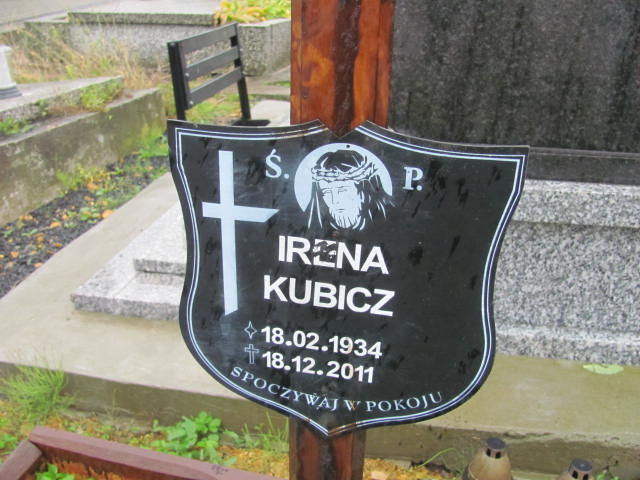 Ś. P.
IRENA
KUBICZ
18.02.1934
18.12.2011
SPOCZYWAJ W POKOJU